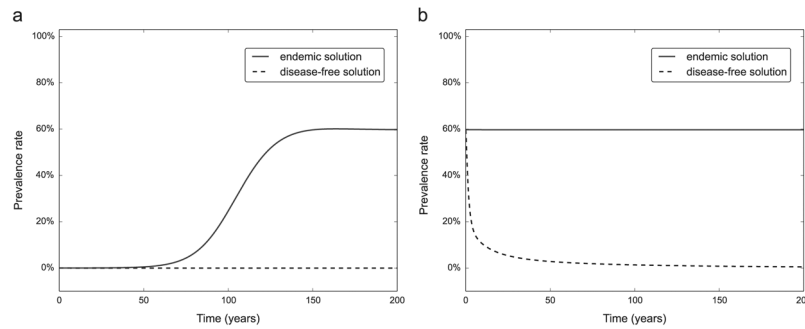 a
100%
80%
60%
40%
20%
0%
Prevalence rate
endemic solution
disease-free solution
0
50
100
150
200
Time (years)
b
100%
80%
60%
40%
20%
0%
Prevalence rate
endemic solution
disease-free solution
0
50
100
150
200
Time (years)